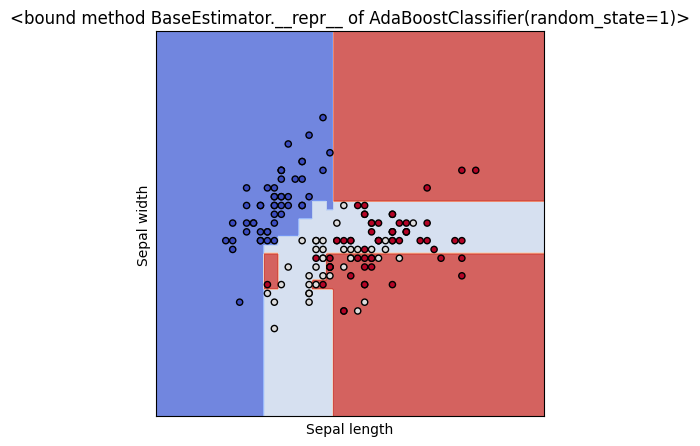 <bound method BaseEstimator.__repr__ of AdaBoostClassifier(random_state=1)>
Sepal width
Sepal length